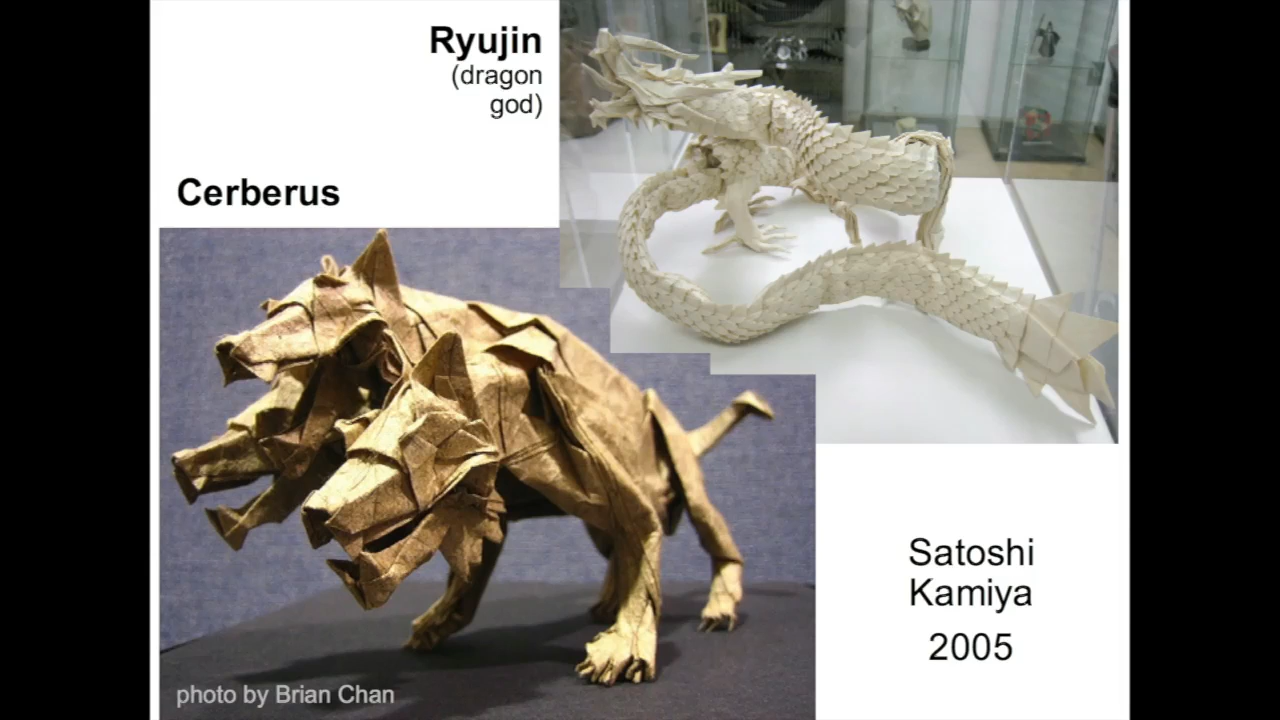 Ryujin
(dragon
god)
Cerberus
photo by Brian Chan
Satoshi
Kamiya
2005